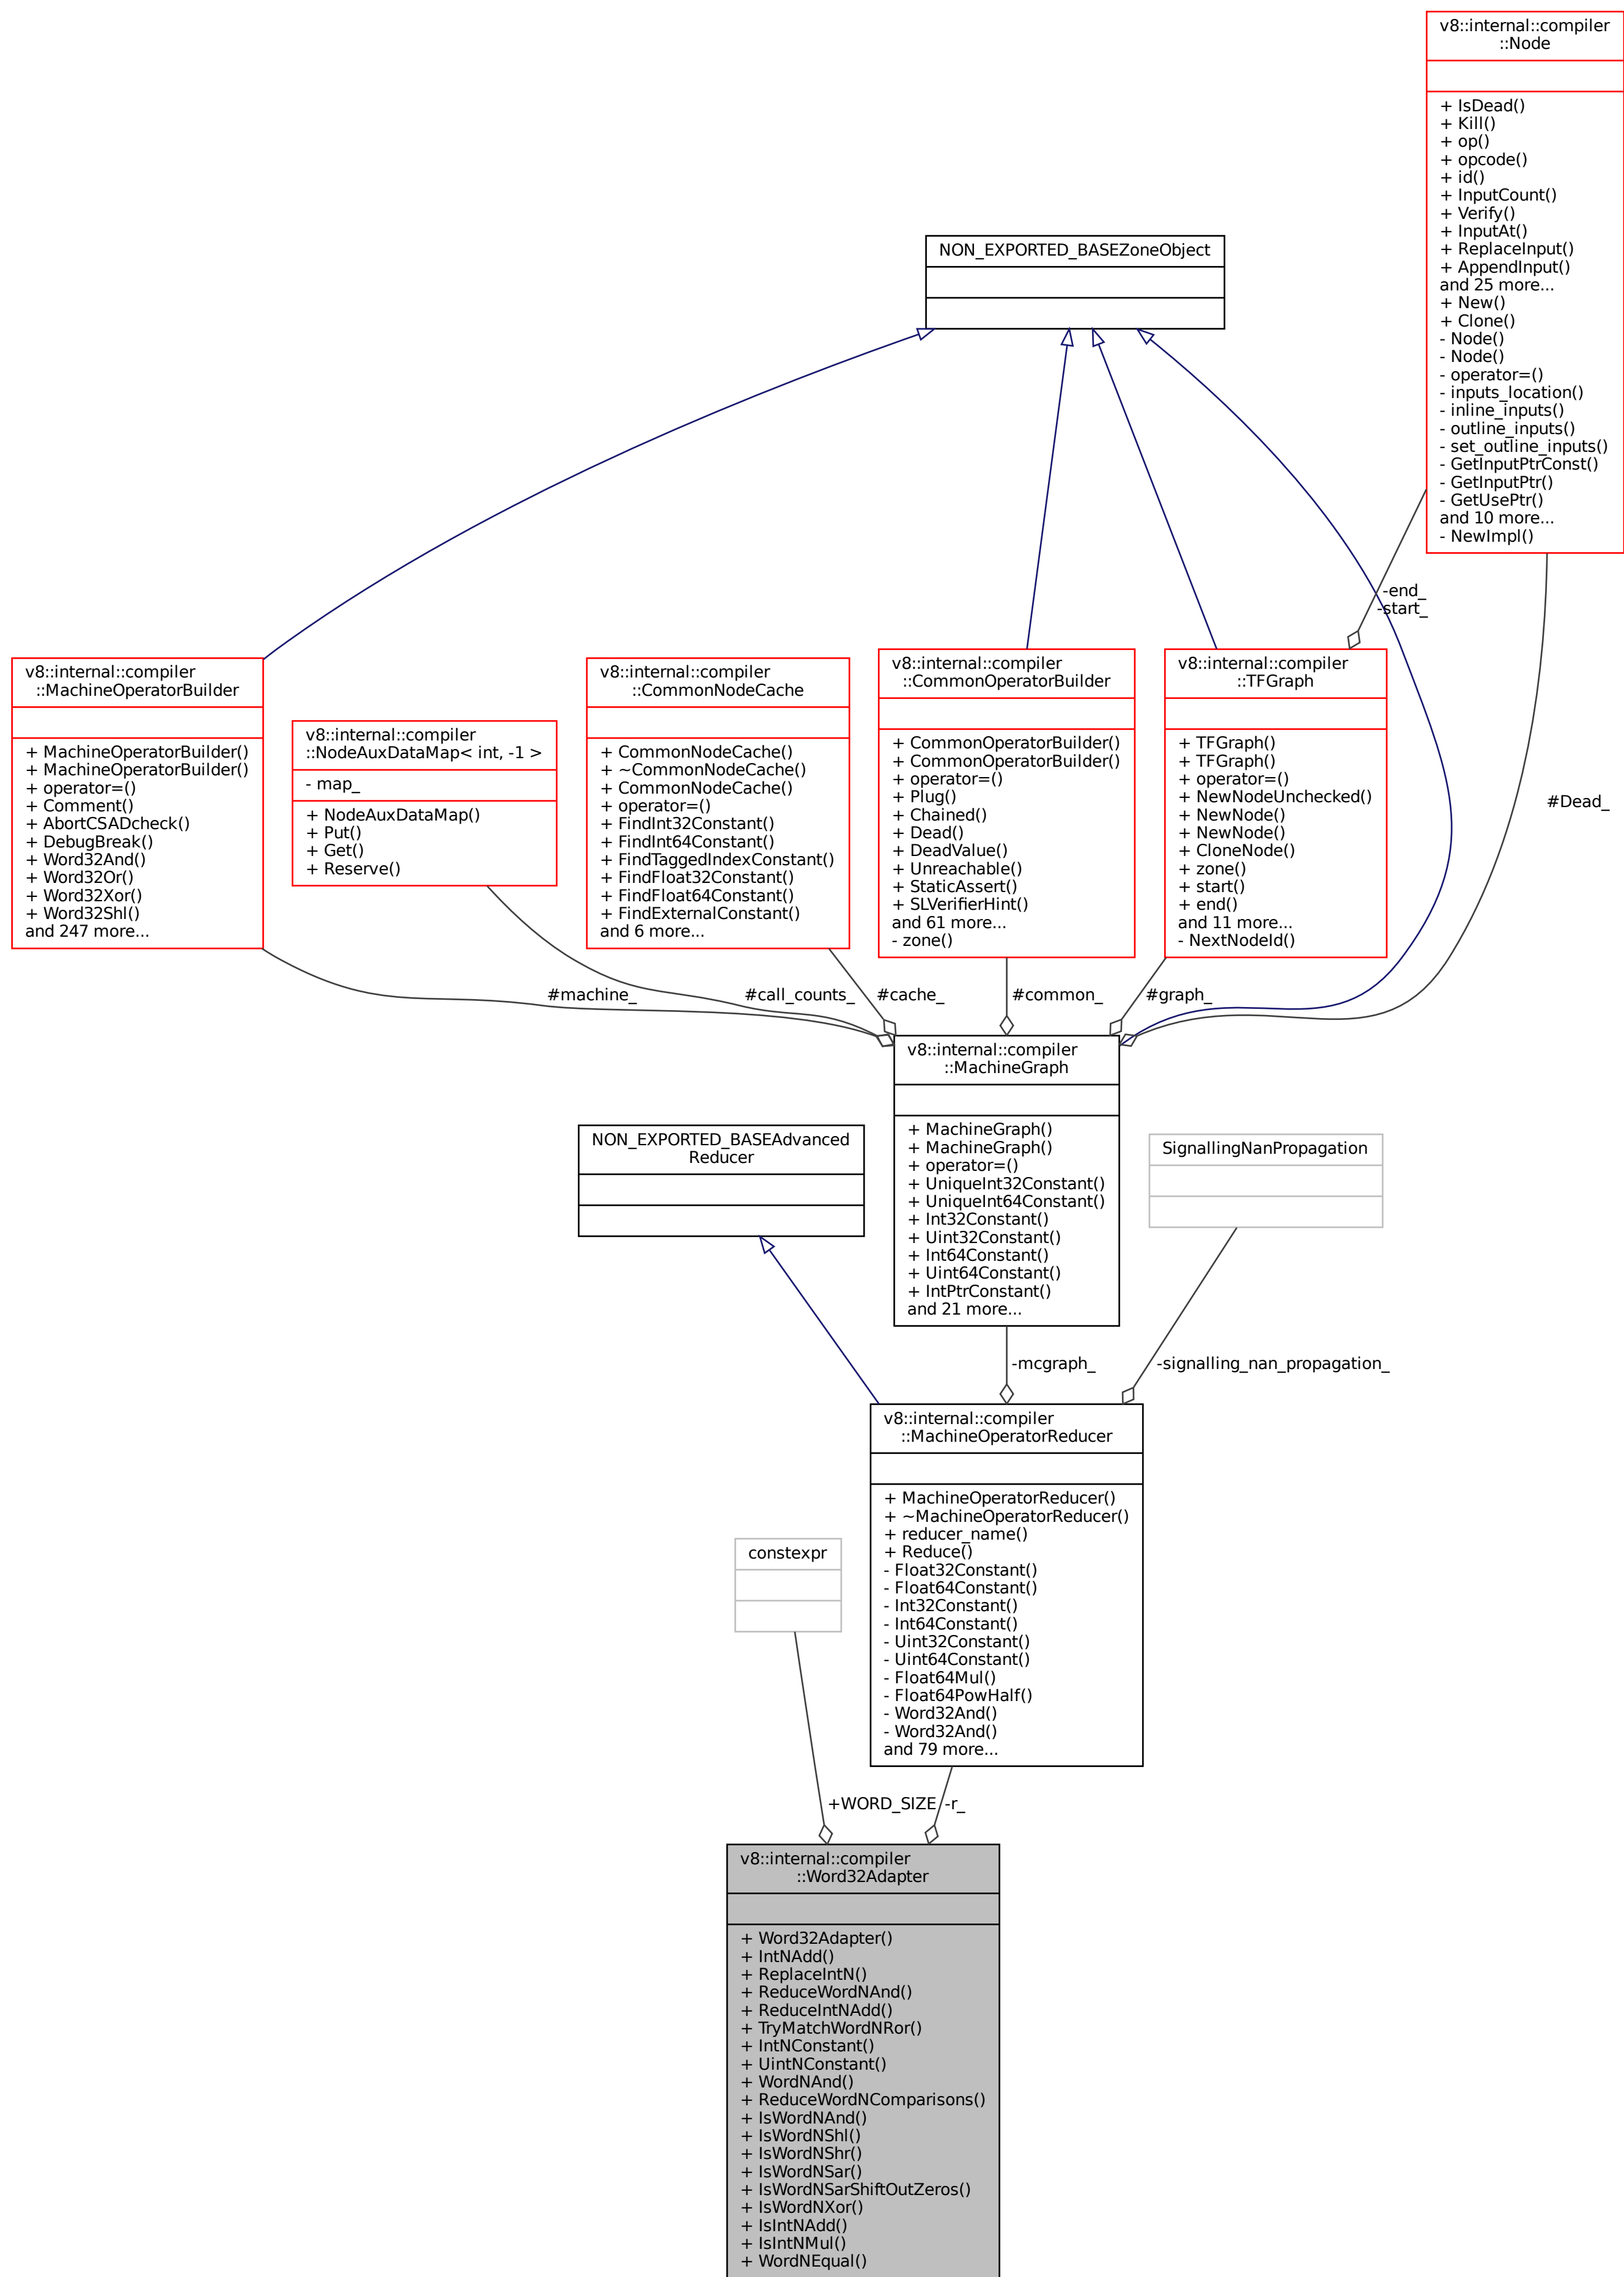 v8::internal::compiler
::Node
+ IsDead()
+ Kill()
+ op()
+ opcode()
+ id()
+ InputCount()
+ Verify()
+ InputAt()
+ ReplaceInput()
+ AppendInput()
and 25 more...
+ New()
+ Clone()
- Node()
- Node()
- operator=()
- inputs_location()
- inline_inputs()
- outline_inputs()
- set_outline_inputs()
- GetInputPtrConst()
- GetInputPtr()
- GetUsePtr()
and 10 more...
- NewImpl()
NON_EXPORTED_BASEZoneObject
-end_
-start_
v8::internal::compiler
::MachineOperatorBuilder
+ MachineOperatorBuilder()
+ MachineOperatorBuilder()
+ operator=()
+ Comment()
+ AbortCSADcheck()
+ DebugBreak()
+ Word32And()
+ Word32Or()
+ Word32Xor()
+ Word32Shl()
and 247 more...
v8::internal::compiler
::NodeAuxDataMap< int, -1 >
- map_
+ NodeAuxDataMap()
+ Put()
+ Get()
+ Reserve()
v8::internal::compiler
::CommonNodeCache
+ CommonNodeCache()
+ ~CommonNodeCache()
+ CommonNodeCache()
+ operator=()
+ FindInt32Constant()
+ FindInt64Constant()
+ FindTaggedIndexConstant()
+ FindFloat32Constant()
+ FindFloat64Constant()
+ FindExternalConstant()
and 6 more...
v8::internal::compiler
::CommonOperatorBuilder
+ CommonOperatorBuilder()
+ CommonOperatorBuilder()
+ operator=()
+ Plug()
+ Chained()
+ Dead()
+ DeadValue()
+ Unreachable()
+ StaticAssert()
+ SLVerifierHint()
and 61 more...
- zone()
v8::internal::compiler
::TFGraph
+ TFGraph()
+ TFGraph()
+ operator=()
+ NewNodeUnchecked()
+ NewNode()
+ NewNode()
+ CloneNode()
+ zone()
+ start()
+ end()
and 11 more...
- NextNodeId()
#Dead_
#machine_
#call_counts_
#cache_
#common_
#graph_
v8::internal::compiler
::MachineGraph
+ MachineGraph()
+ MachineGraph()
+ operator=()
+ UniqueInt32Constant()
+ UniqueInt64Constant()
+ Int32Constant()
+ Uint32Constant()
+ Int64Constant()
+ Uint64Constant()
+ IntPtrConstant()
and 21 more...
NON_EXPORTED_BASEAdvanced
Reducer
SignallingNanPropagation
-mcgraph_
-signalling_nan_propagation_
v8::internal::compiler
::MachineOperatorReducer
+ MachineOperatorReducer()
+ ~MachineOperatorReducer()
+ reducer_name()
+ Reduce()
- Float32Constant()
- Float64Constant()
- Int32Constant()
- Int64Constant()
- Uint32Constant()
- Uint64Constant()
- Float64Mul()
- Float64PowHalf()
- Word32And()
- Word32And()
and 79 more...
constexpr
+WORD_SIZE
-r_
v8::internal::compiler
::Word32Adapter
+ Word32Adapter()
+ IntNAdd()
+ ReplaceIntN()
+ ReduceWordNAnd()
+ ReduceIntNAdd()
+ TryMatchWordNRor()
+ IntNConstant()
+ UintNConstant()
+ WordNAnd()
+ ReduceWordNComparisons()
+ IsWordNAnd()
+ IsWordNShl()
+ IsWordNShr()
+ IsWordNSar()
+ IsWordNSarShiftOutZeros()
+ IsWordNXor()
+ IsIntNAdd()
+ IsIntNMul()
+ WordNEqual()